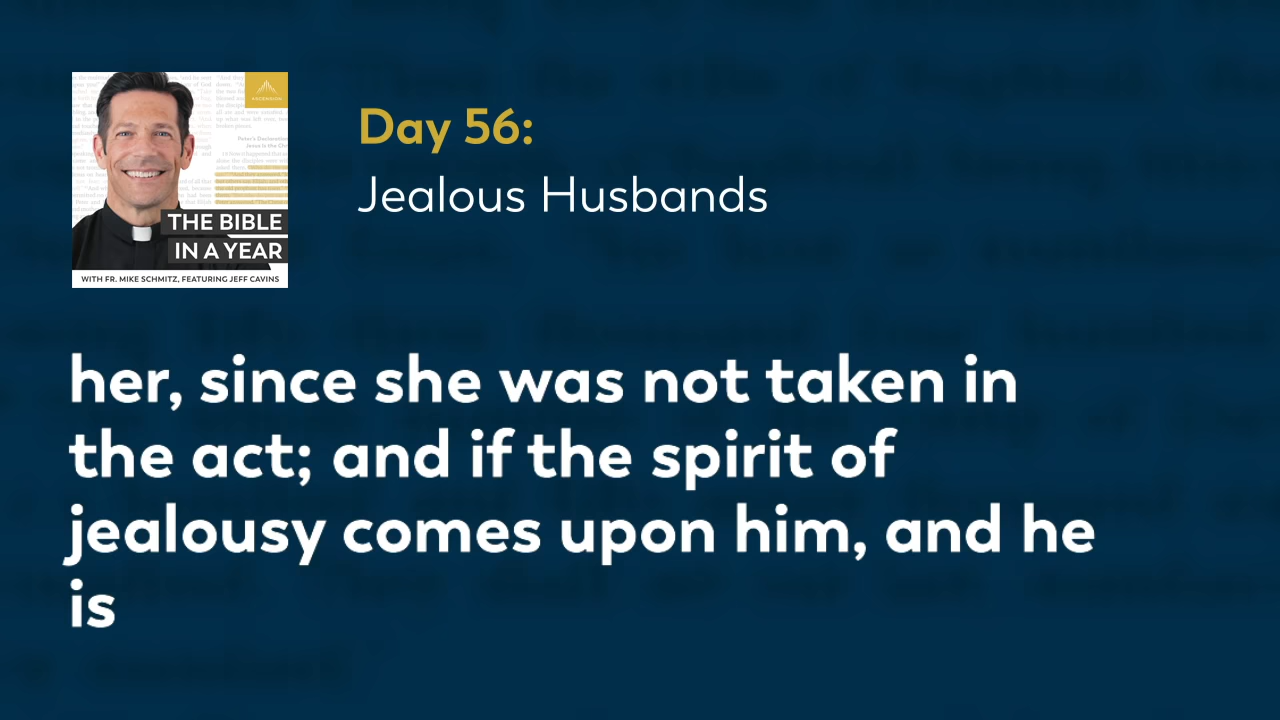 ASCENSION
THE BIBLE
IN A YEAR
WITH FR. MIKE SCHMITZ, FEATURING JEFF CAVINS
Day 56:
Jealous Husbands
her, since she was not taken in
the act; and if the spirit of
jealousy comes upon him, and he
is